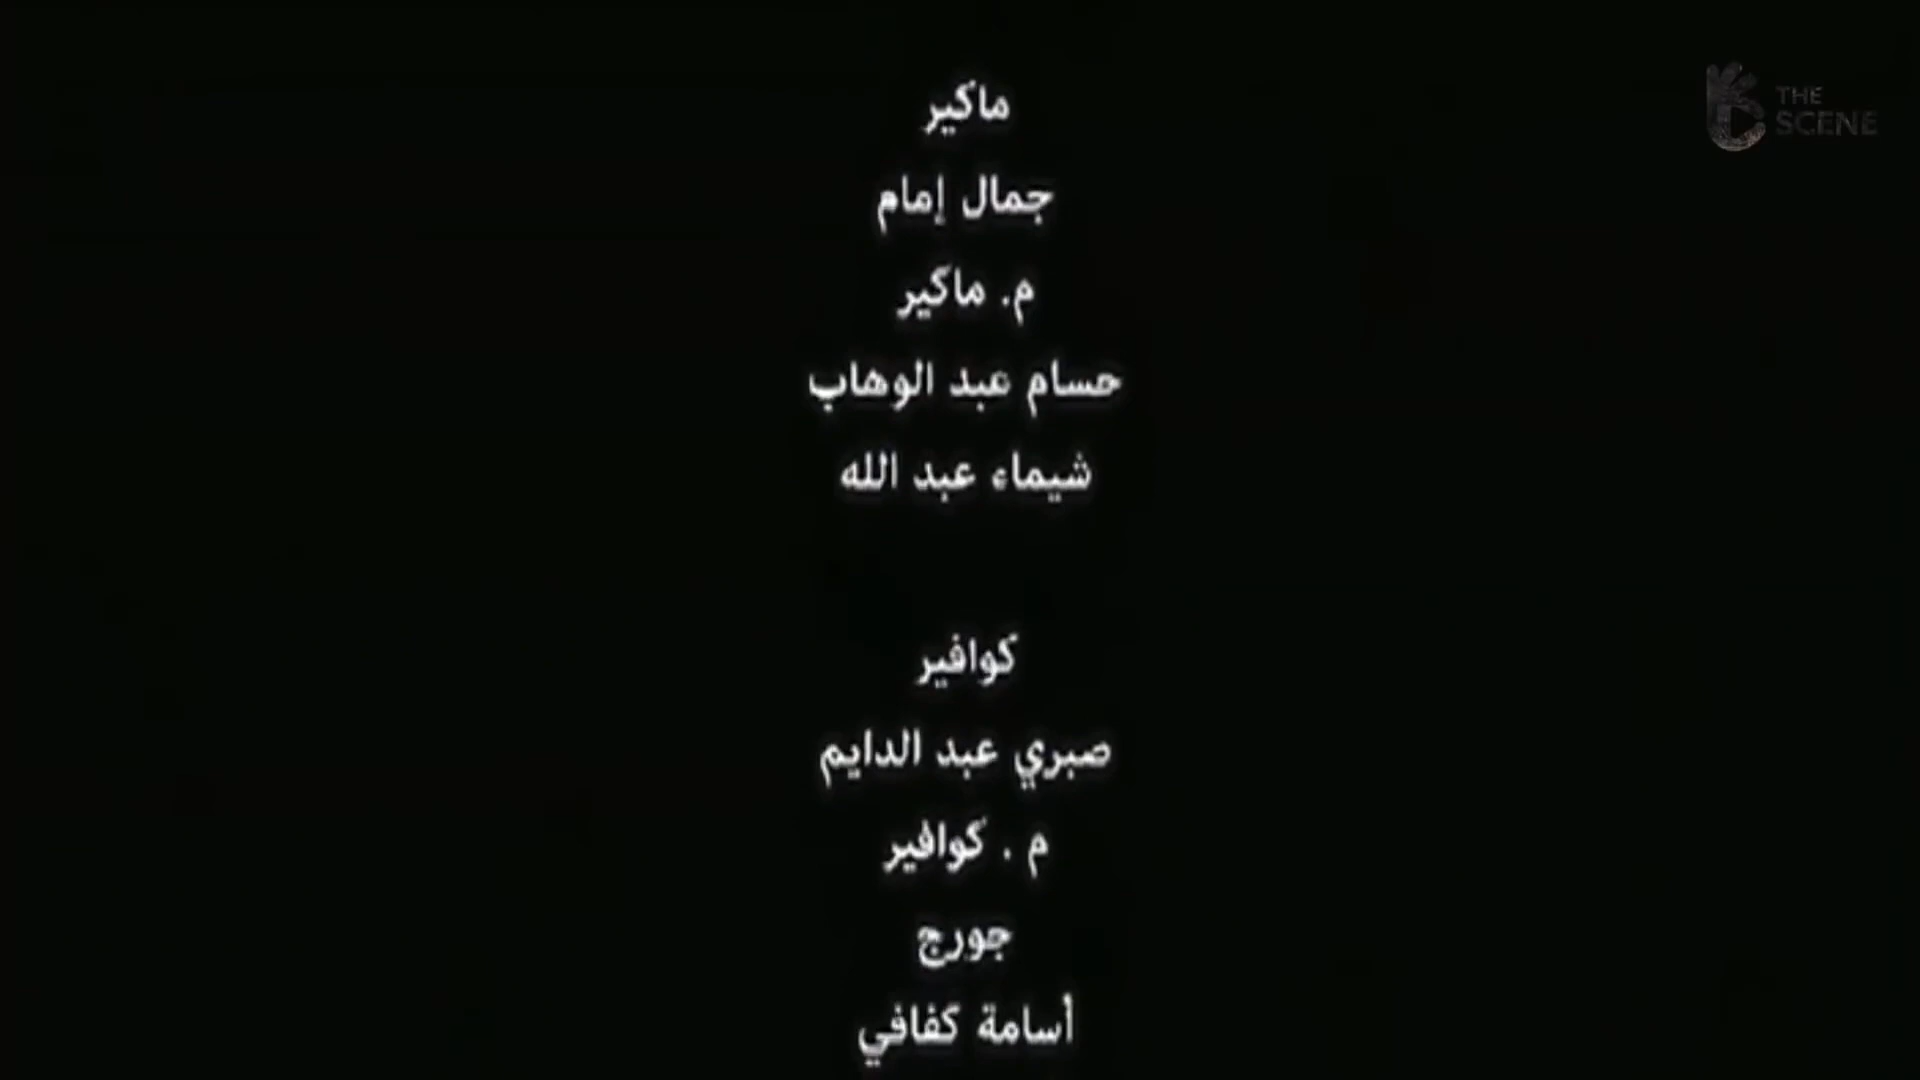 ماكير
جمال إمام
م. ماكير
حسام عبد الوهاب
شيماء عبد الله
كوافير
صبري عبد الدايم
م . كوافير
جورج
أسامة كفافي
THE
SCENE